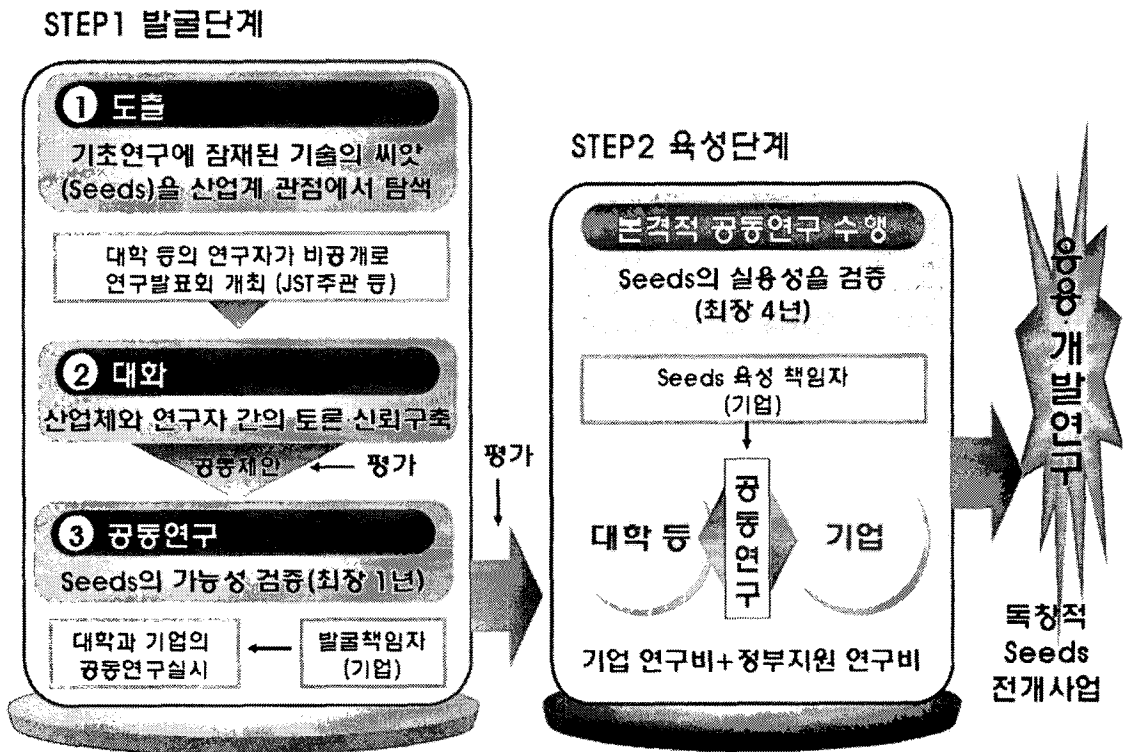 STEP1 발굴단계
① 도출
기초연구에 잠재된 기술의 씨앗
(Seeds)을 산업계 관점에서 탐색
대학 등의 연구자가 비공개로
연구발표회 개최 (JST주관 등)
② 대화
산업체와 연구자 간의 토론·신뢰구축
공동제안
평가
③ 공동연구
Seeds의 가능성 검증(최장 1년)
대학과 기업의
공동연구실시
발굴책임자
(기업)
평가
STEP2 육성단계
본격적 공동연구 수행
Seeds의 실용성을 검증
(최장 4년)
Seeds 육성 책임자
(기업)
대학 등
공동연구
기업
기업 연구비+정부지원 연구비
응용·개발연구
독창적
Seeds
전개사업